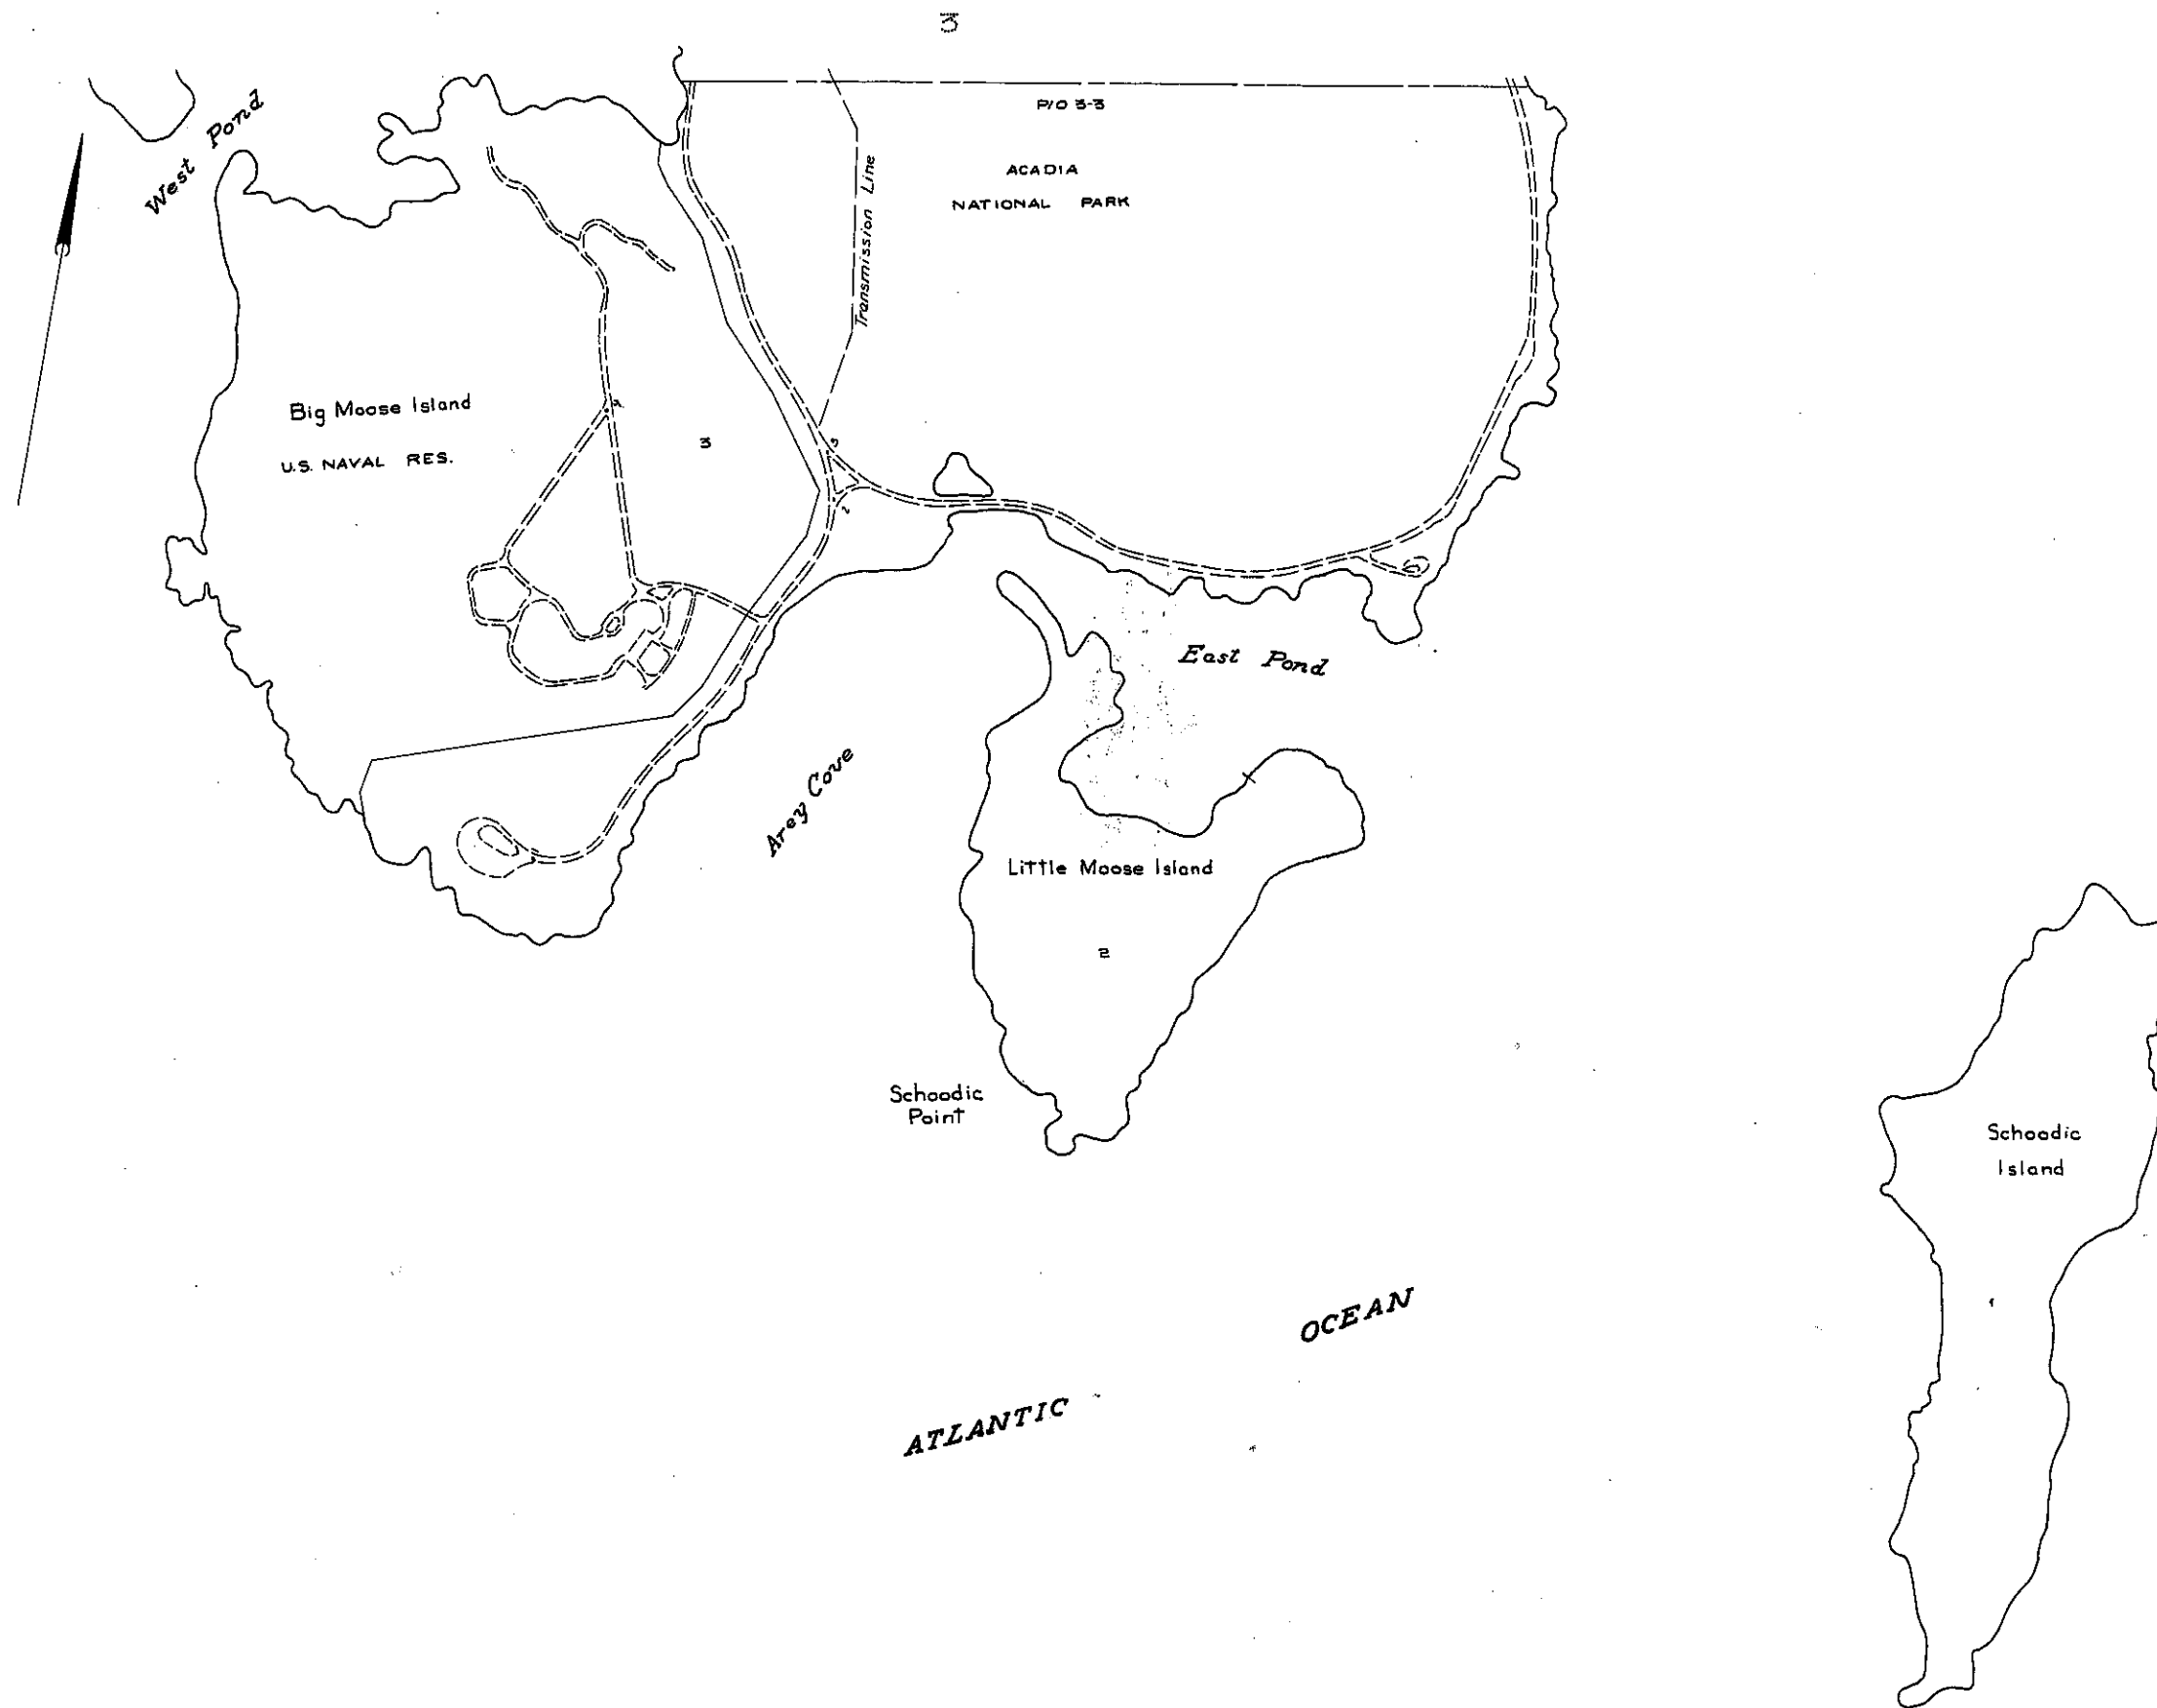 3
West Pond
P/O 3-3
ACADIA
NATIONAL PARK
Transmission Line
Big Moose Island
U.S. NAVAL RES.
3
East Pond
Arey Cove
Little Moose Island
2
Schoodic
Point
Schoodic
Island
1
OCEAN
ATLANTIC